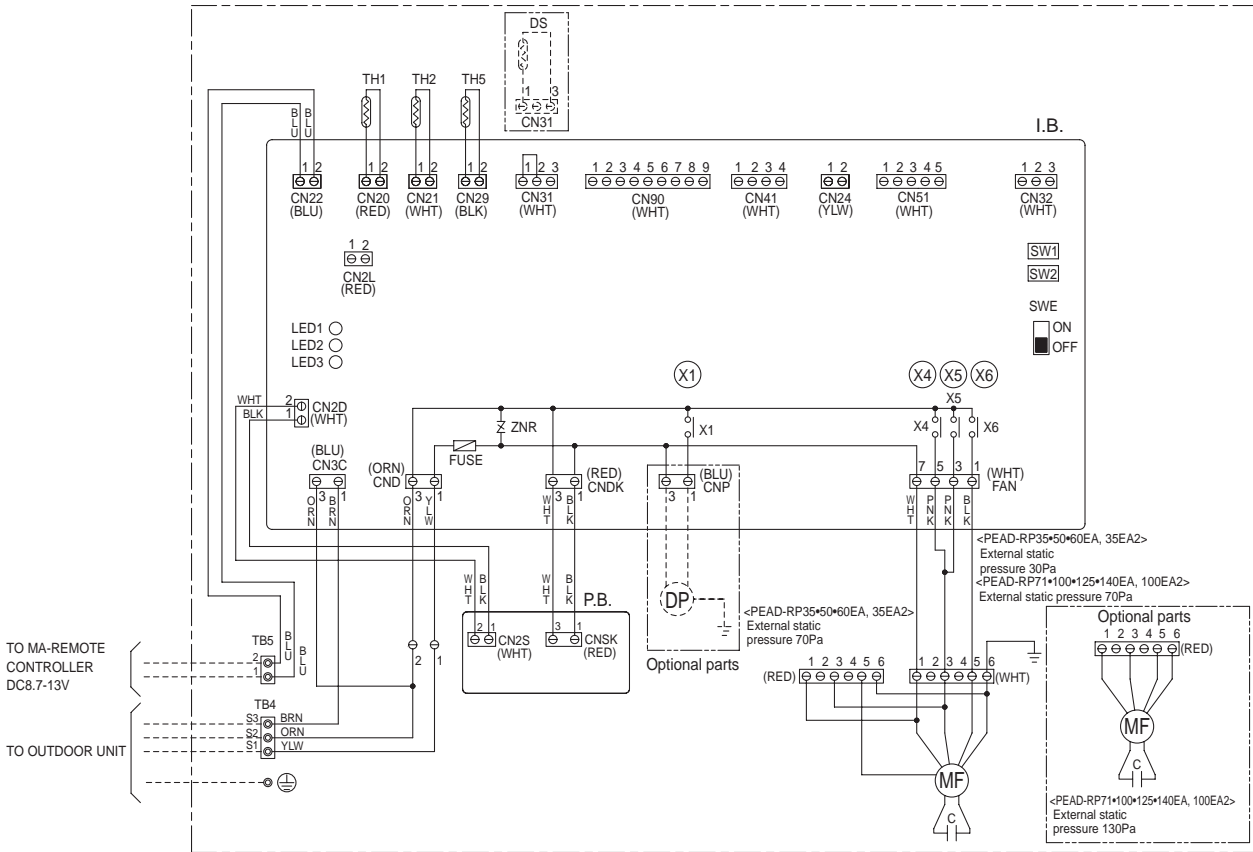 DS
TH1 TH2 TH5
1 3
CN31
I.B.
BLU BLU
1 2 1 2 1 2 1 2 1 2 3 1 2 3 4 5 6 7 8 9 1 2 3 4 1 2 1 2 3 4 5 1 2 3
CN22 CN20 CN21 CN29 CN31 CN90 CN41 CN24 CN51 CN32
(BLU) (RED) (WHT) (BLK) (WHT) (WHT) (WHT) (YLW) (WHT) (WHT)
1 2
CN2L
(RED)
SW1
SW2
SWE
ON
OFF
LED1
LED2
LED3
X1 X4 X5 X6
WHT 2 CN2D
BLK 1 (WHT)
ZNR X1 X4 X5 X6
FUSE
(BLU)
CN3C
(ORN)
CND
(RED)
CNDK
(BLU)
CNP
(WHT)
FAN
3 1 3 1 3 1 3 1 7 5 3 1
ORN BRN ORN YLW WHT BLK WHT PNK PNK BLK
<PEAD-RP35•50•60EA, 35EA2>
External static
pressure 30Pa
<PEAD-RP71•100•125•140EA, 100EA2>
External static pressure 70Pa
WHT BLK WHT BLK
P.B.
2 1 3 1
CN2S
(WHT)
CNSK
(RED)
2 1
DP
Optional parts
<PEAD-RP35•50•60EA, 35EA2>
External static
pressure 70Pa
1 2 3 4 5 6
(RED)
1 2 3 4 5 6
(WHT)
MF
C
Optional parts
1 2 3 4 5 6
(RED)
MF
C
<PEAD-RP71•100•125•140EA, 100EA2>
External static
pressure 130Pa
TO MA-REMOTE
CONTROLLER
DC8.7-13V
TB5
2
1
BLU
BLU
TB4
TO OUTDOOR UNIT
S3 BRN
S2 ORN
S1 YLW